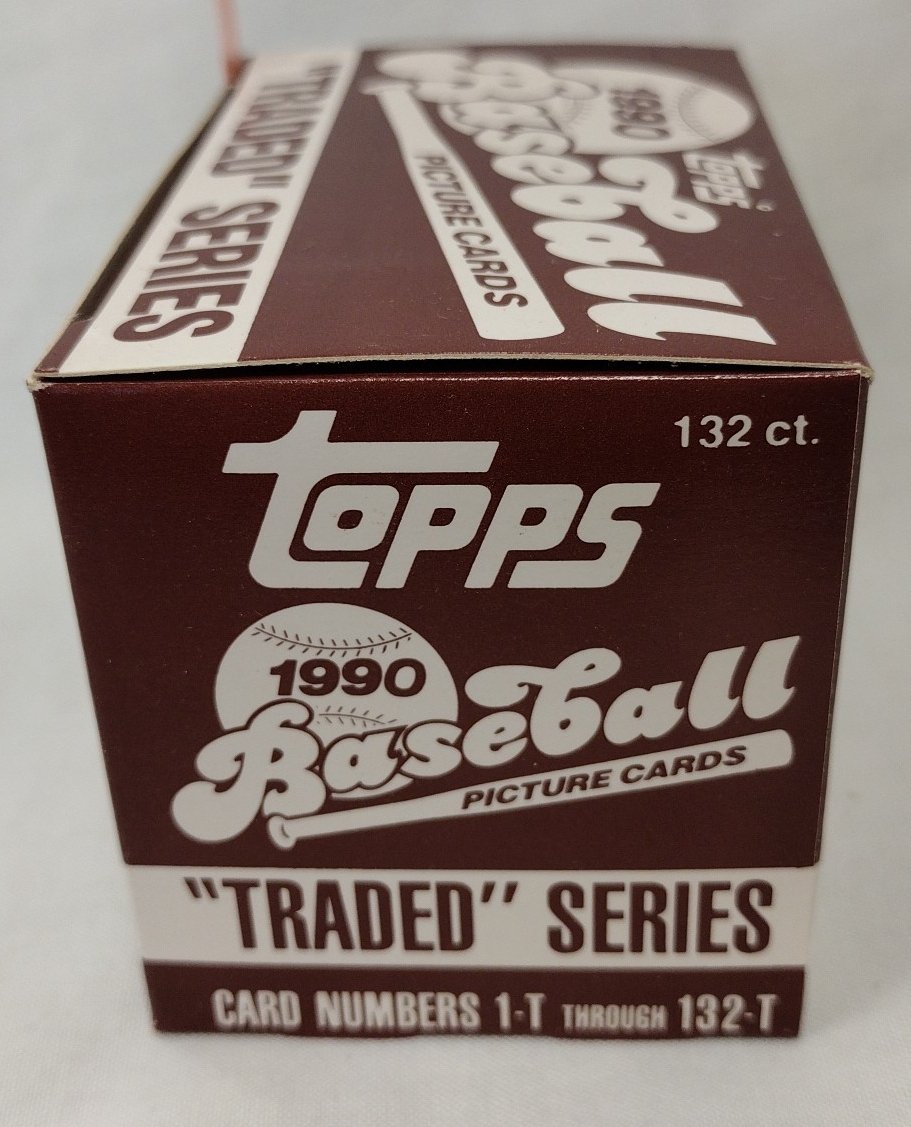 "TRADED" SERIES
1990
topps
Baseball
PICTURE CARDS
132 ct.
topps
1990
Baseball
PICTURE CARDS
"TRADED" SERIES
CARD NUMBERS 1-T THROUGH 132-T